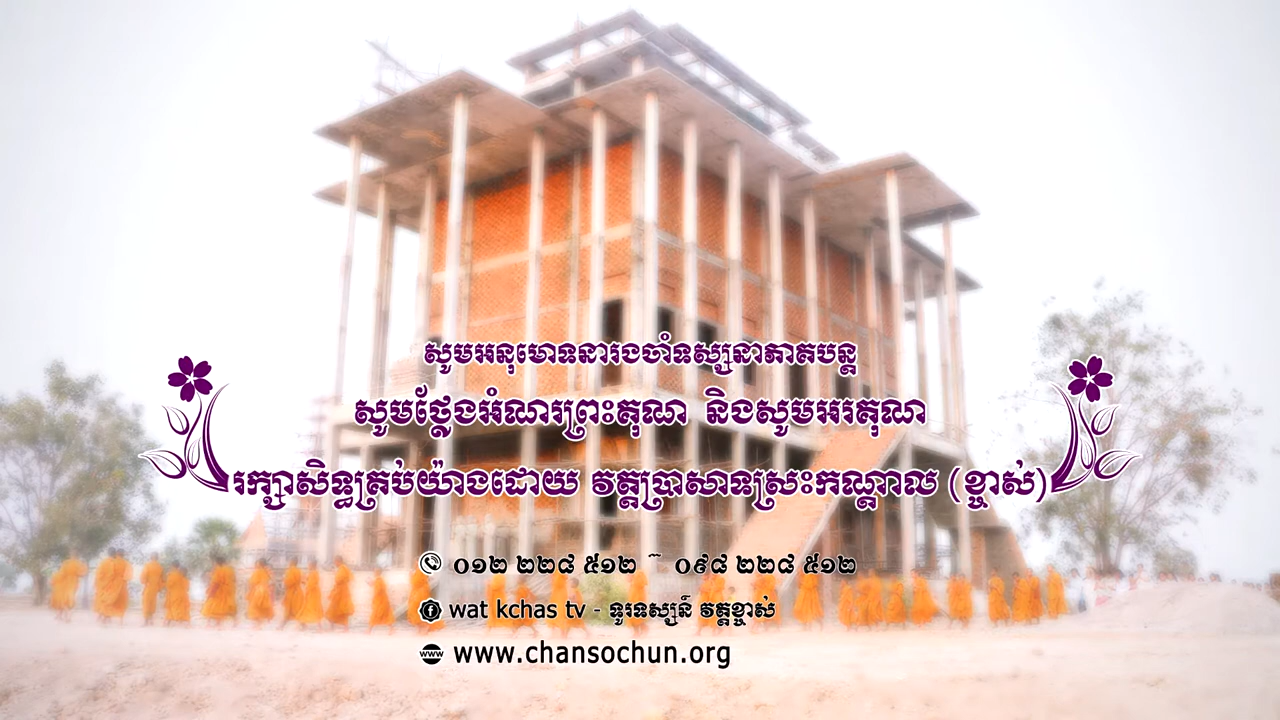 សូមអនុមោទនារងចាំទស្សនាភាគបន្ត
សូមថ្លែងអំណរព្រះគុណ និងសូមអរគុណ
រក្សាសិទ្ធគ្រប់យ៉ាងដោយ វត្តប្រាសាទស្រះកណ្តាល (ខ្ចាស់)
០១២ ២២៨ ៥១២ ~ ០៩៨ ២២៨ ៥១២
wat kchas tv - ទូរទស្សន៍ វត្តខ្ចាស់
www.chansochun.org